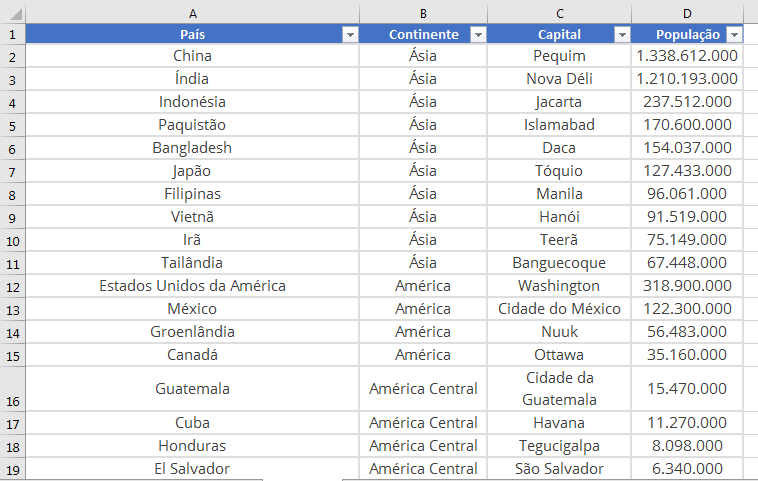 A B C D
1 País Continente Capital População
2 China Ásia Pequim 1.338.612.000
3 Índia Ásia Nova Déli 1.210.193.000
4 Indonésia Ásia Jacarta 237.512.000
5 Paquistão Ásia Islamabad 170.600.000
6 Bangladesh Ásia Daca 154.037.000
7 Japão Ásia Tóquio 127.433.000
8 Filipinas Ásia Manila 96.061.000
9 Vietnã Ásia Hanói 91.519.000
10 Irã Ásia Teerã 75.149.000
11 Tailândia Ásia Banguecoque 67.448.000
12 Estados Unidos da América América Washington 318.900.000
13 México América Cidade do México 122.300.000
14 Groenlândia América Nuuk 56.483.000
15 Canadá América Ottawa 35.160.000
16 Guatemala América Central Cidade da Guatemala 15.470.000
17 Cuba América Central Havana 11.270.000
18 Honduras América Central Tegucigalpa 8.098.000
19 El Salvador América Central São Salvador 6.340.000